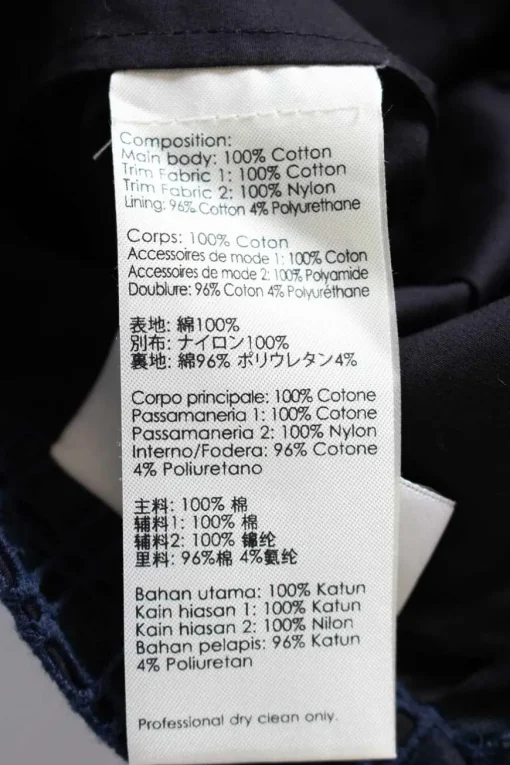 Composition:
Main body: 100% Cotton
Trim Fabric 1: 100% Cotton
Trim Fabric 2: 100% Nylon
Lining: 96% Cotton 4% Polyurethane
Corps: 100% Coton
Accessoires de mode 1: 100% Coton
Accessoires de mode 2: 100% Polyamide
Doublure: 96% Coton 4% Polyuréthane
表地: 綿100%
別布: ナイロン100%
裏地: 綿96% ポリウレタン4%
Corpo principale: 100% Cotone
Passamaneria 1: 100% Cotone
Passamaneria 2: 100% Nylon
Interno/Fodera: 96% Cotone
4% Poliuretano
主料: 100% 棉
辅料1: 100% 棉
辅料2: 100% 锦纶
里料: 96%棉 4%氨纶
Bahan utama: 100% Katun
Kain hiasan 1: 100% Katun
Kain hiasan 2: 100% Nilon
Bahan pelapis: 96% Katun
4% Poliuretan
Professional dry clean only.